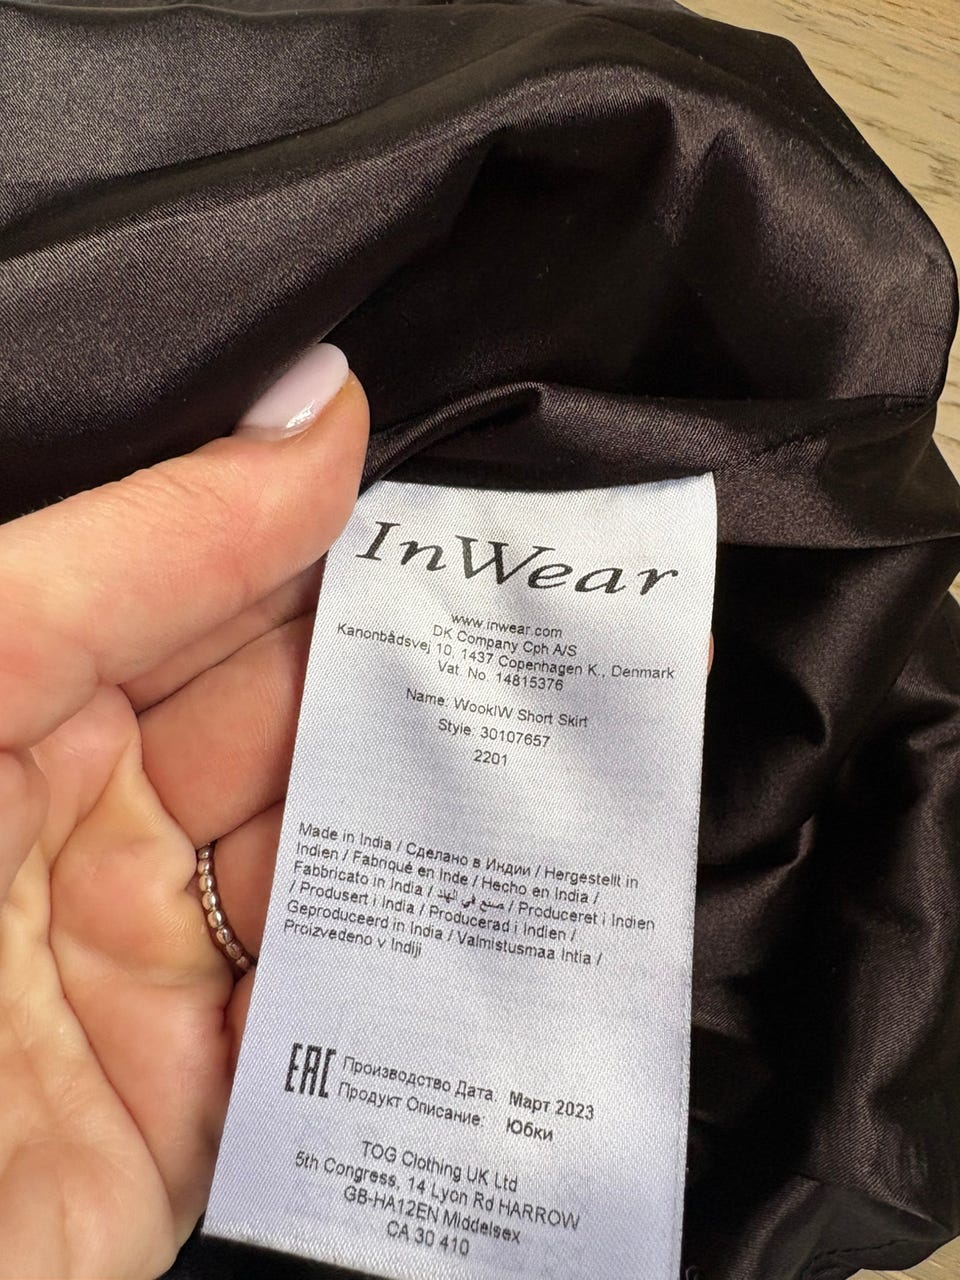 InWear
www.inwear.com
DK Company Cph A/S
Kanonbådsvej 10, 1437 Copenhagen K., Denmark
Vat. No. 14815376
Name: WookIW Short Skirt
Style: 30107657
2201
Made in India / Сделано в Индии / Hergestellt in
Indien / Fabriqué en Inde / Hecho en India /
Fabbricato in India / صنع في الهند / Produceret i Indien
/ Produsert i India / Producerad i Indien /
Geproduceerd in India / Valmistusmaa Intia /
Proizvedeno v Indiji
EAC Производство Дата: Март 2023
Продукт Описание: Юбки
TOG Clothing UK Ltd
5th Congress, 14 Lyon Rd HARROW
GB-HA12EN Middelsex
CA 30 410